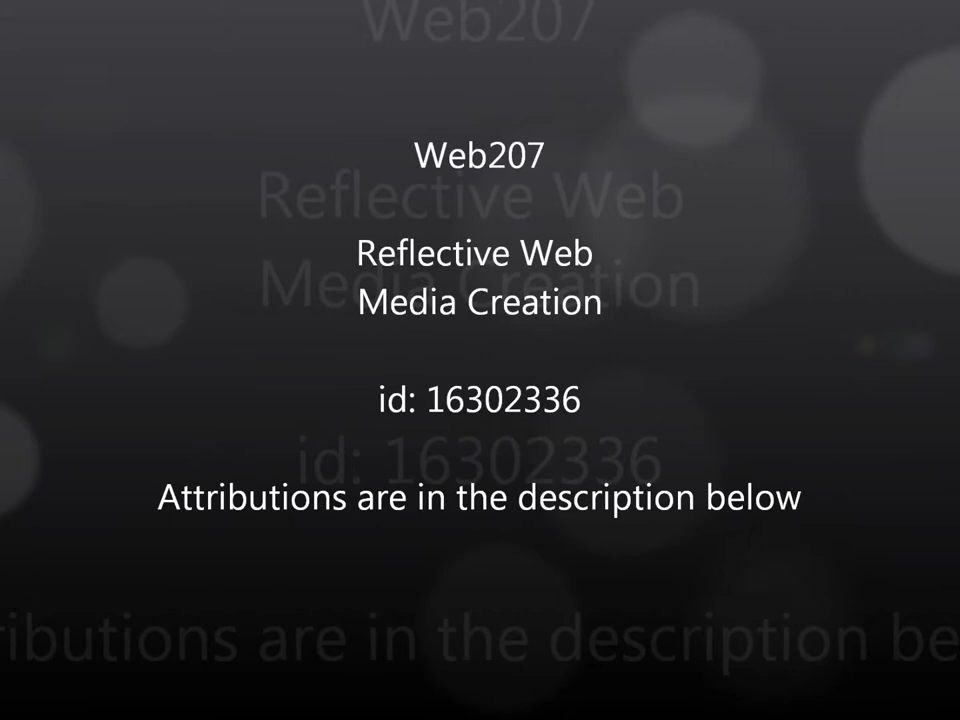 Web207
Reflective Web
Media Creation
id: 16302336
Attributions are in the description below